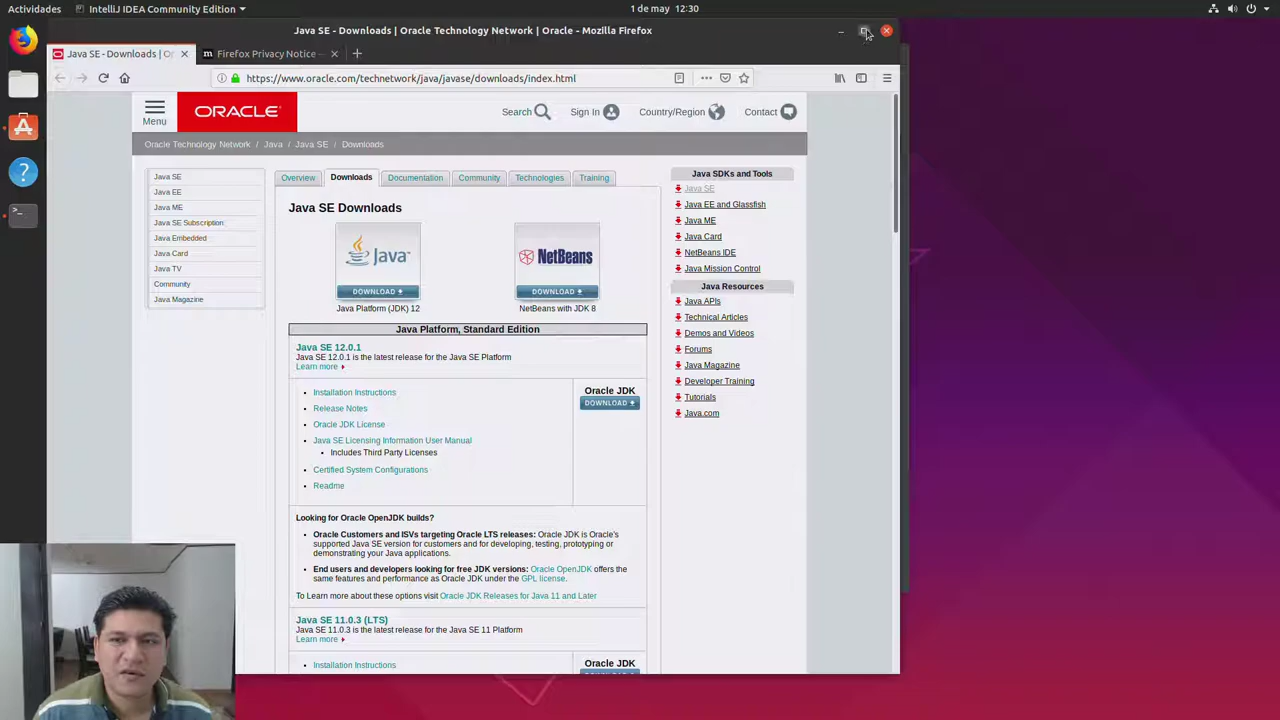 Actividades
IntelliJ IDEA Community Edition
1 de may 12:30
Java SE - Downloads | Oracle Technology Network | Oracle - Mozilla Firefox
Java SE - Downloads | Or
Firefox Privacy Notice —
https://www.oracle.com/technetwork/java/javase/downloads/index.html
Menu
ORACLE
Search
Sign In
Country/Region
Contact
Oracle Technology Network / Java / Java SE / Downloads
Java SE
Java EE
Java ME
Java SE Subscription
Java Embedded
Java Card
Java TV
Community
Java Magazine
Overview
Downloads
Documentation
Community
Technologies
Training
Java SE Downloads
Java
DOWNLOAD
Java Platform (JDK) 12
NetBeans
DOWNLOAD
NetBeans with JDK 8
Java Platform, Standard Edition
Java SE 12.0.1
Java SE 12.0.1 is the latest release for the Java SE Platform
Learn more
Installation Instructions
Release Notes
Oracle JDK License
Java SE Licensing Information User Manual
Includes Third Party Licenses
Certified System Configurations
Readme
Oracle JDK
DOWNLOAD
Looking for Oracle OpenJDK builds?
Oracle Customers and ISVs targeting Oracle LTS releases: Oracle JDK is Oracle's
supported Java SE version for customers and for developing, testing, prototyping or
demonstrating your Java applications.
End users and developers looking for free JDK versions: Oracle OpenJDK offers the
same features and performance as Oracle JDK under the GPL license.
To Learn more about these options visit Oracle JDK Releases for Java 11 and Later
Java SE 11.0.3 (LTS)
Java SE 11.0.3 is the latest release for the Java SE 11 Platform
Learn more
Installation Instructions
Oracle JDK
Java SDKs and Tools
Java SE
Java EE and Glassfish
Java ME
Java Card
NetBeans IDE
Java Mission Control
Java Resources
Java APIs
Technical Articles
Demos and Videos
Forums
Java Magazine
Developer Training
Tutorials
Java.com